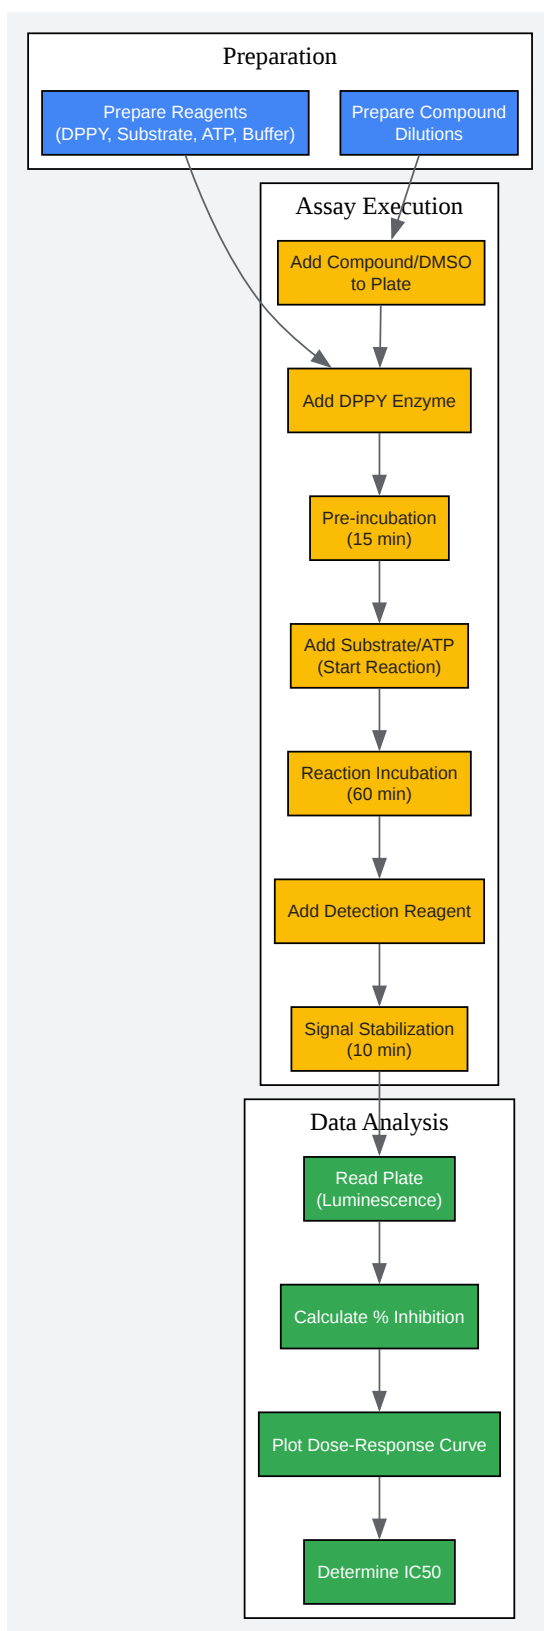 Preparation
Prepare Reagents
(DPPY, Substrate, ATP, Buffer)
Prepare Compound
Dilutions
Assay Execution
Add Compound/DMSO
to Plate
Add DPPY Enzyme
Pre-incubation
(15 min)
Add Substrate/ATP
(Start Reaction)
Reaction Incubation
(60 min)
Add Detection Reagent
Signal Stabilization
(10 min)
Data Analysis
Read Plate
(Luminescence)
Calculate % Inhibition
Plot Dose-Response Curve
Determine IC50